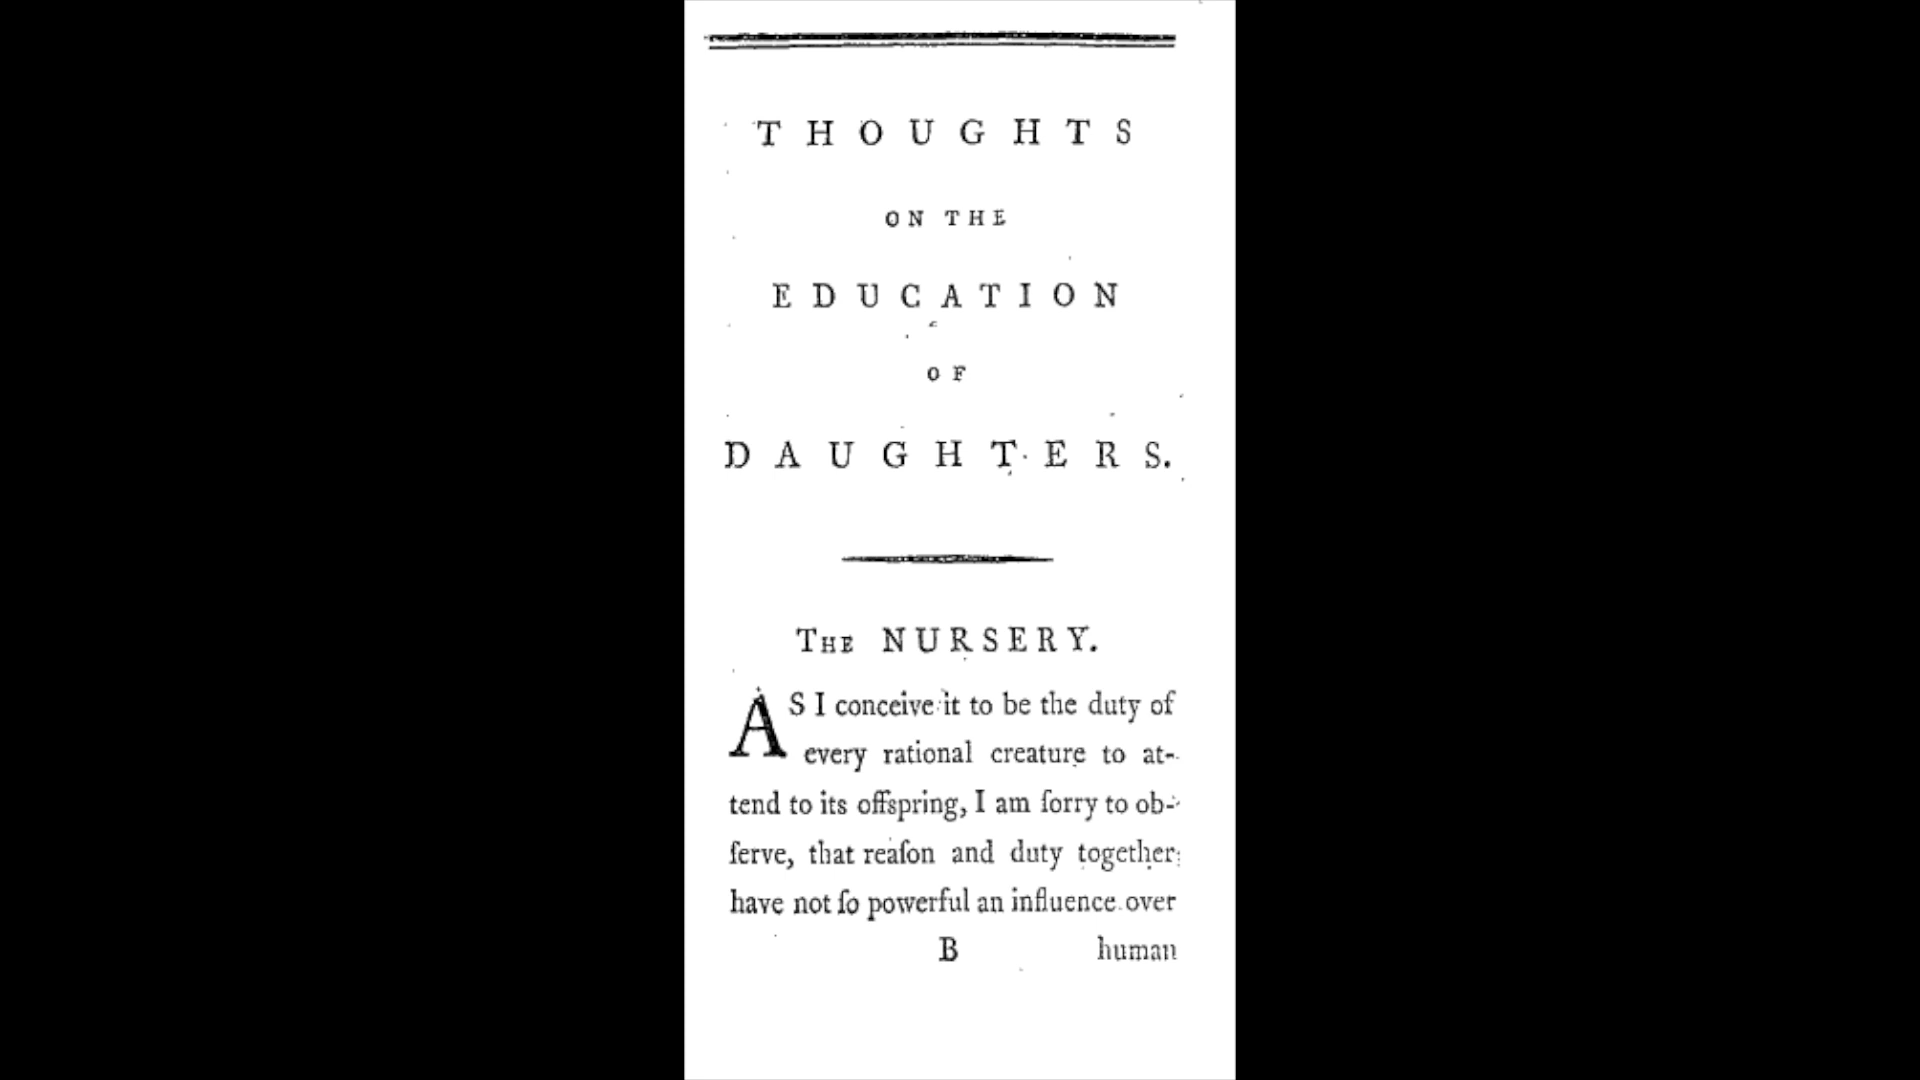 THOUGHTS
ON THE
EDUCATION
OF
DAUGHTERS.
THE NURSERY.
AS I conceive it to be the duty of
every rational creature to at-
tend to its offspring, I am ſorry to ob-
ſerve, that reaſon and duty together
have not ſo powerful an influence over
B human